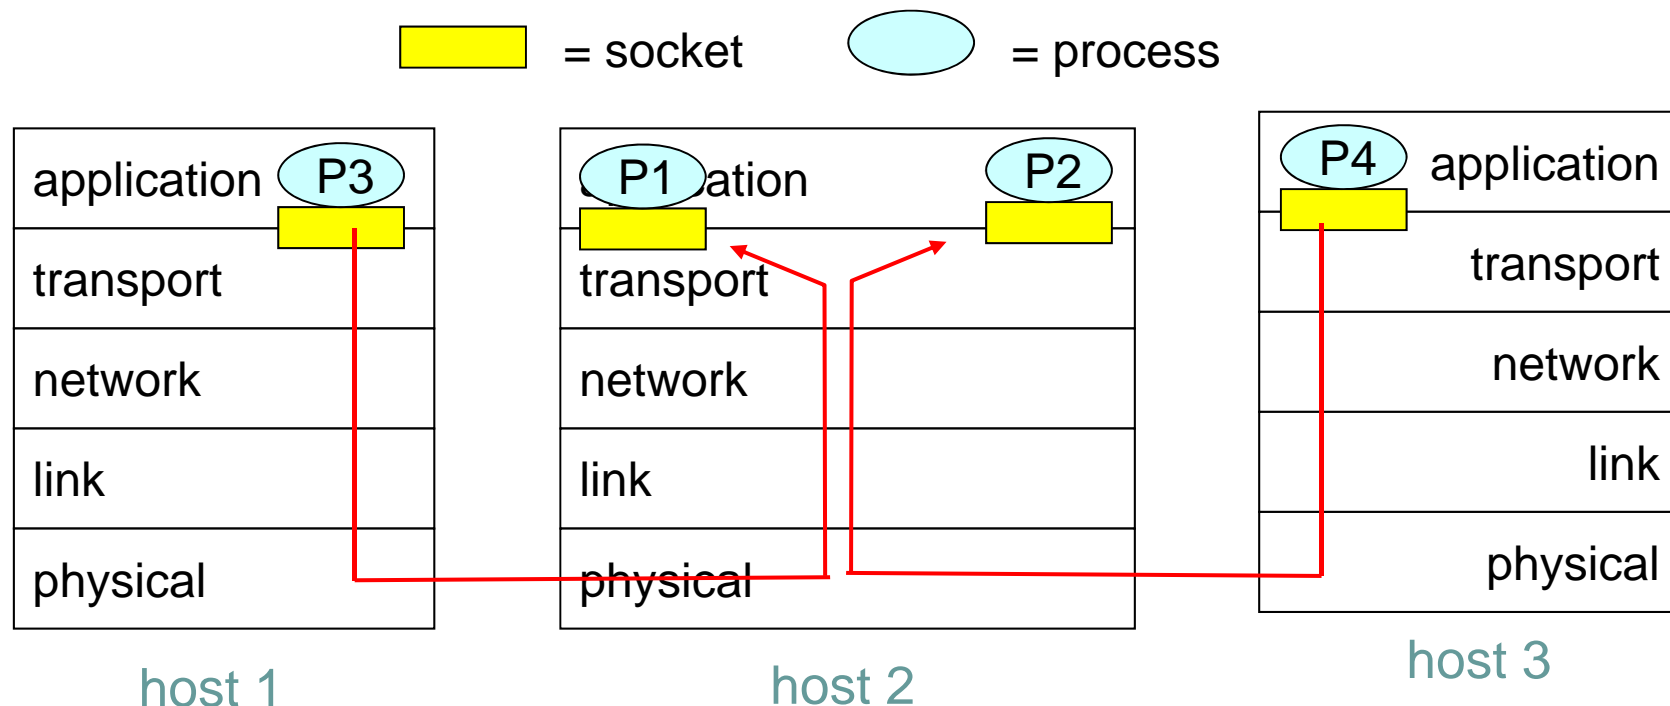 = socket
= process
application
P3
transport
network
link
physical
host 1
P1
ation
P2
transport
network
link
physical
host 2
P4
application
transport
network
link
physical
host 3